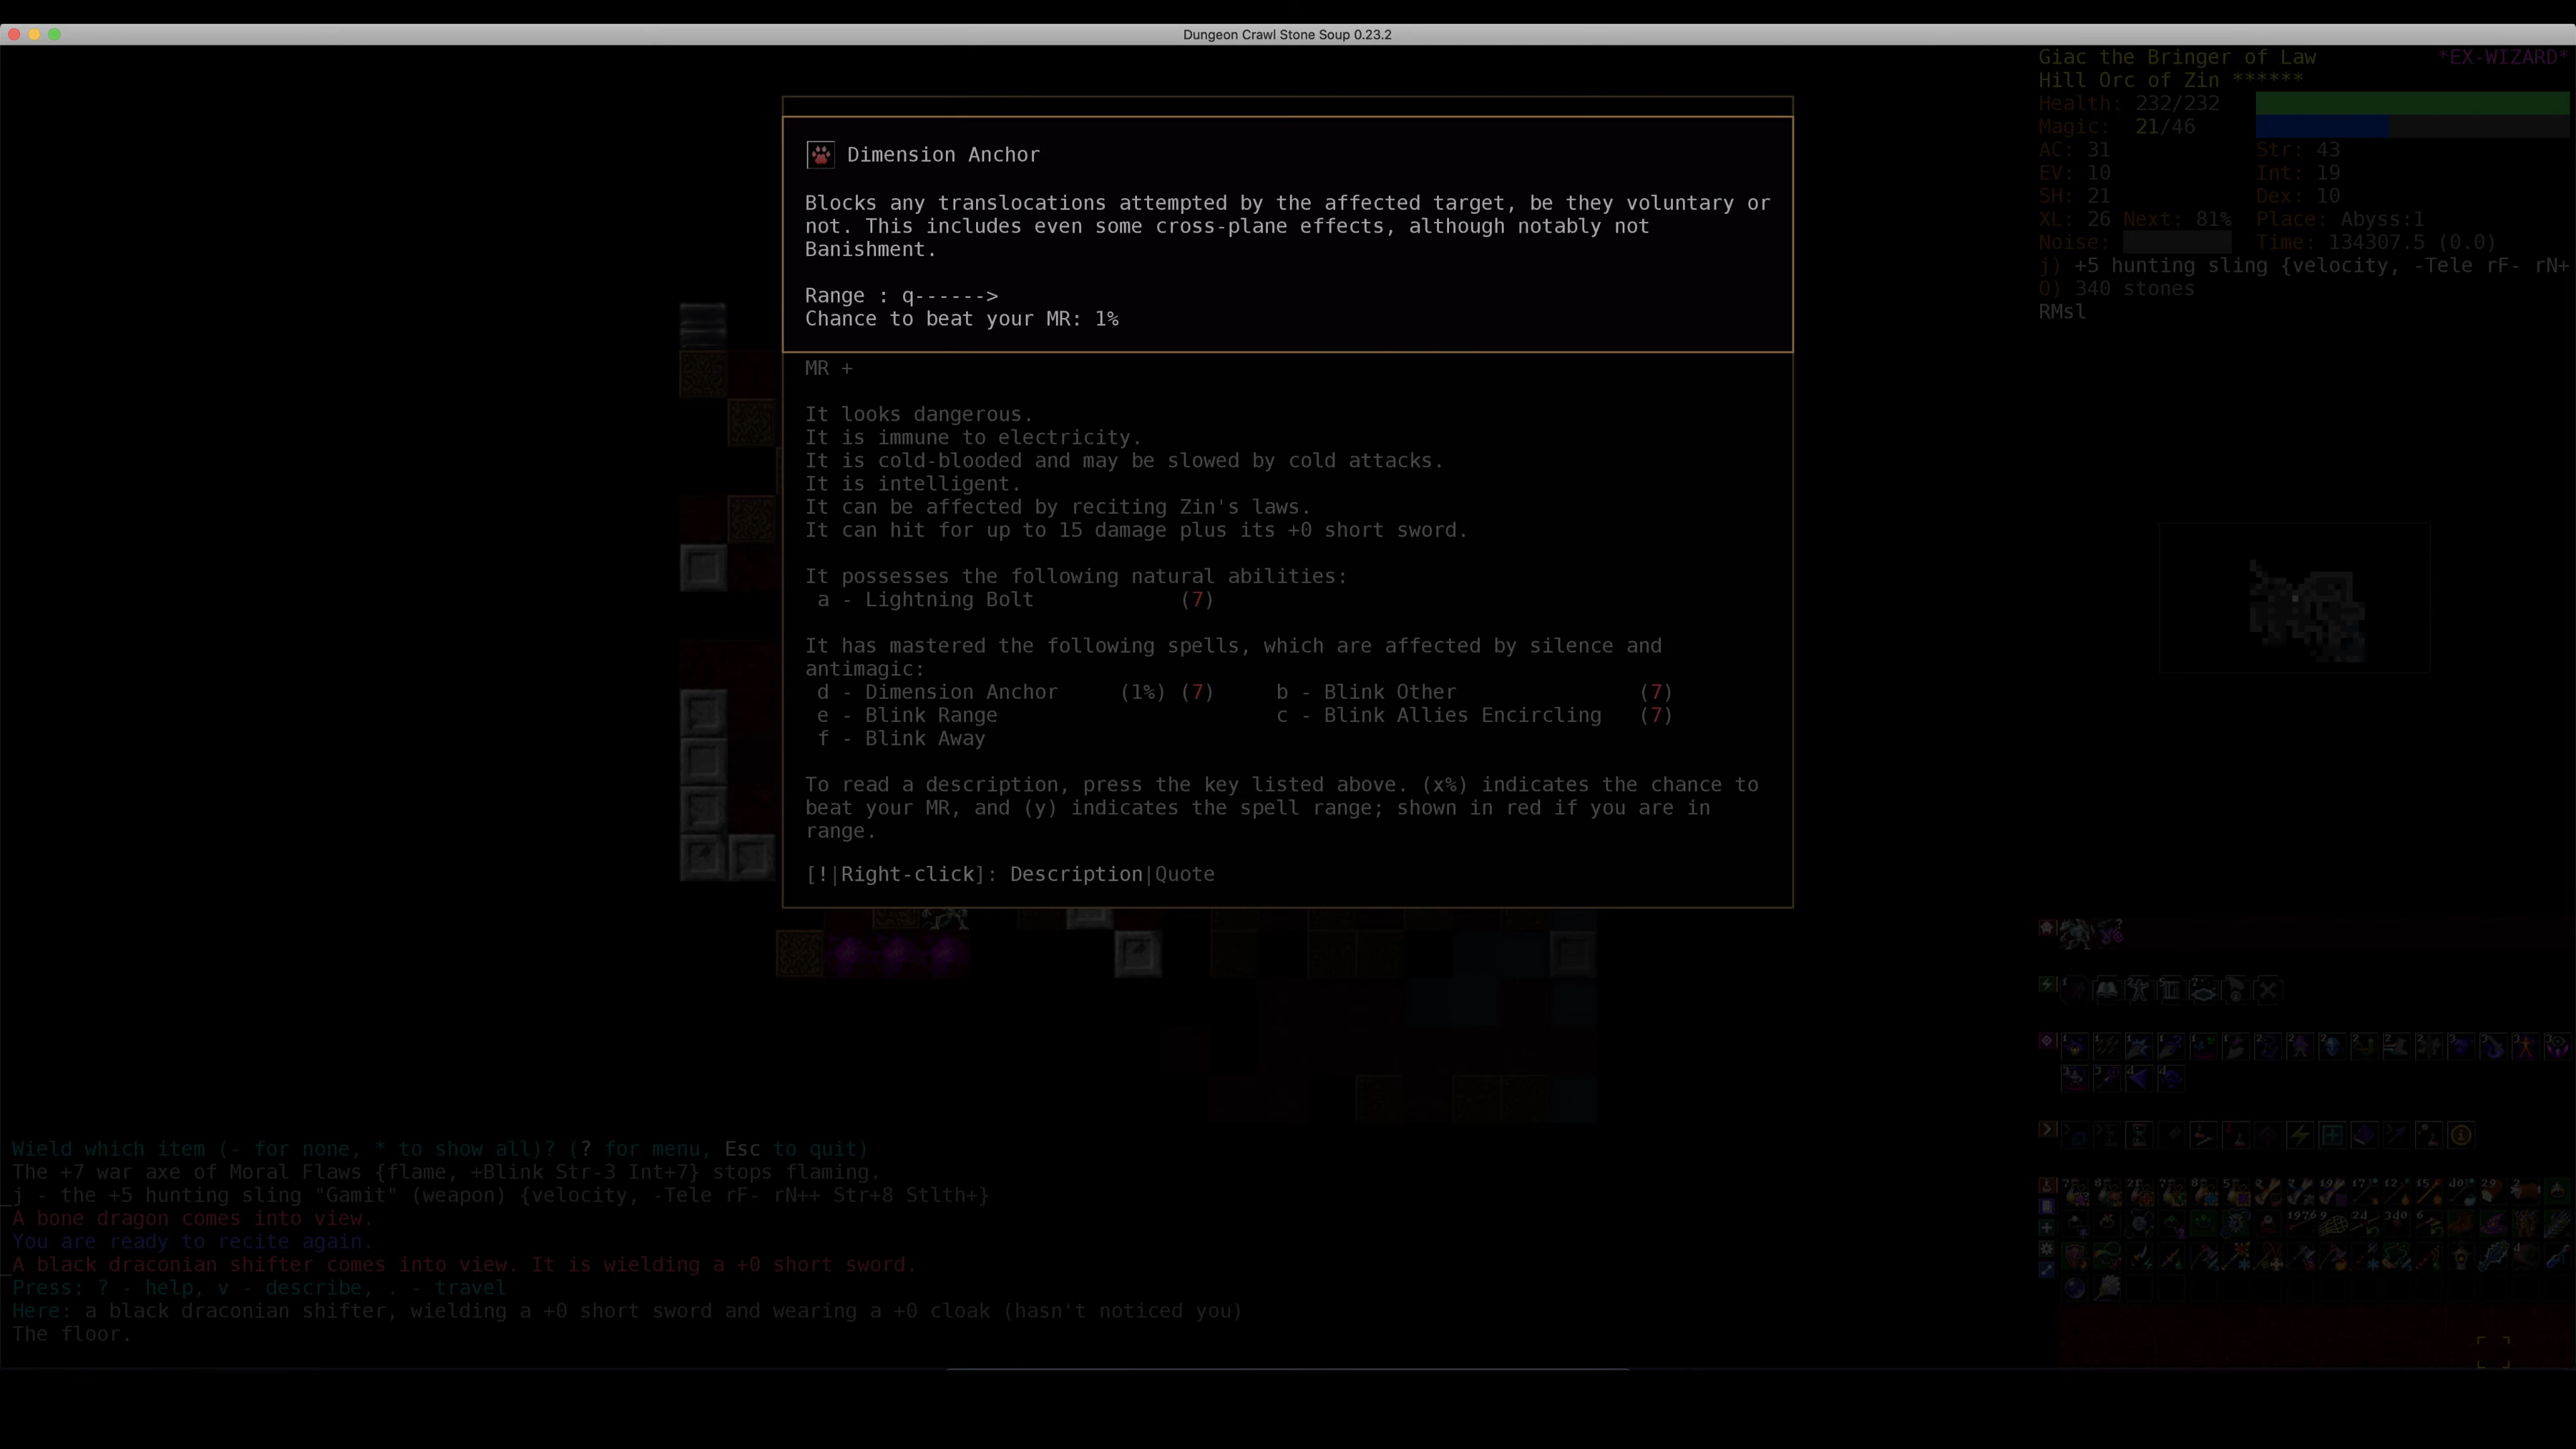 Dungeon Crawl Stone Soup 0.23.2
Giac the Bringer of Law *EX-WIZARD*
Hill Orc of Zin ******
Health: 232/232
Magic: 21/46
AC: 31 Str: 43
EV: 10 Int: 19
SH: 21 Dex: 10
XL: 26 Next: 81% Place: Abyss:1
Noise: Time: 134307.5 (0.0)
j) +5 hunting sling {velocity, -Tele rF- rN+
O) 340 stones
RMsl
Dimension Anchor
Blocks any translocations attempted by the affected target, be they voluntary or
not. This includes even some cross-plane effects, although notably not
Banishment.
Range : q------>
Chance to beat your MR: 1%
MR +
It looks dangerous.
It is immune to electricity.
It is cold-blooded and may be slowed by cold attacks.
It is intelligent.
It can be affected by reciting Zin's laws.
It can hit for up to 15 damage plus its +0 short sword.
It possesses the following natural abilities:
a - Lightning Bolt (7)
It has mastered the following spells, which are affected by silence and
antimagic:
d - Dimension Anchor (1%) (7) b - Blink Other (7)
e - Blink Range c - Blink Allies Encircling (7)
f - Blink Away
To read a description, press the key listed above. (x%) indicates the chance to
beat your MR, and (y) indicates the spell range; shown in red if you are in
range.
[!|Right-click]: Description|Quote
Wield which item (- for none, * to show all)? (? for menu, Esc to quit)
The +7 war axe of Moral Flaws {flame, +Blink Str-3 Int+7} stops flaming.
_j - the +5 hunting sling "Gamit" (weapon) {velocity, -Tele rF- rN++ Str+8 Stlth+}
A bone dragon comes into view.
You are ready to recite again.
_A black draconian shifter comes into view. It is wielding a +0 short sword.
Press: ? - help, v - describe, . - travel
Here: a black draconian shifter, wielding a +0 short sword and wearing a +0 cloak (hasn't noticed you)
The floor.